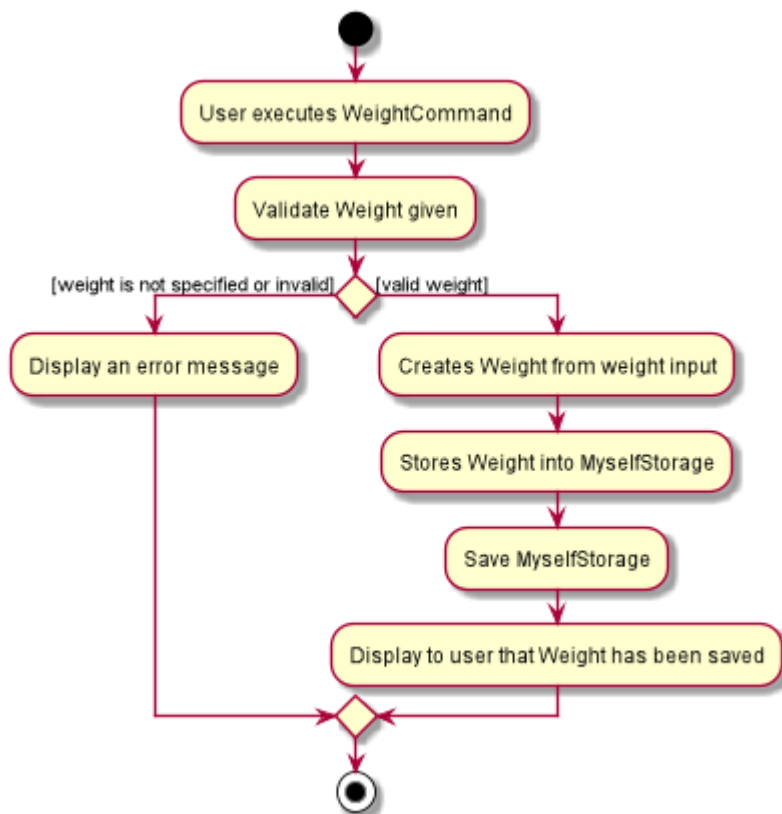 User executes WeightCommand
Validate Weight given
[weight is not specified or invalid]
[valid weight]
Display an error message
Creates Weight from weight input
Stores Weight into MyselfStorage
Save MyselfStorage
Display to user that Weight has been saved